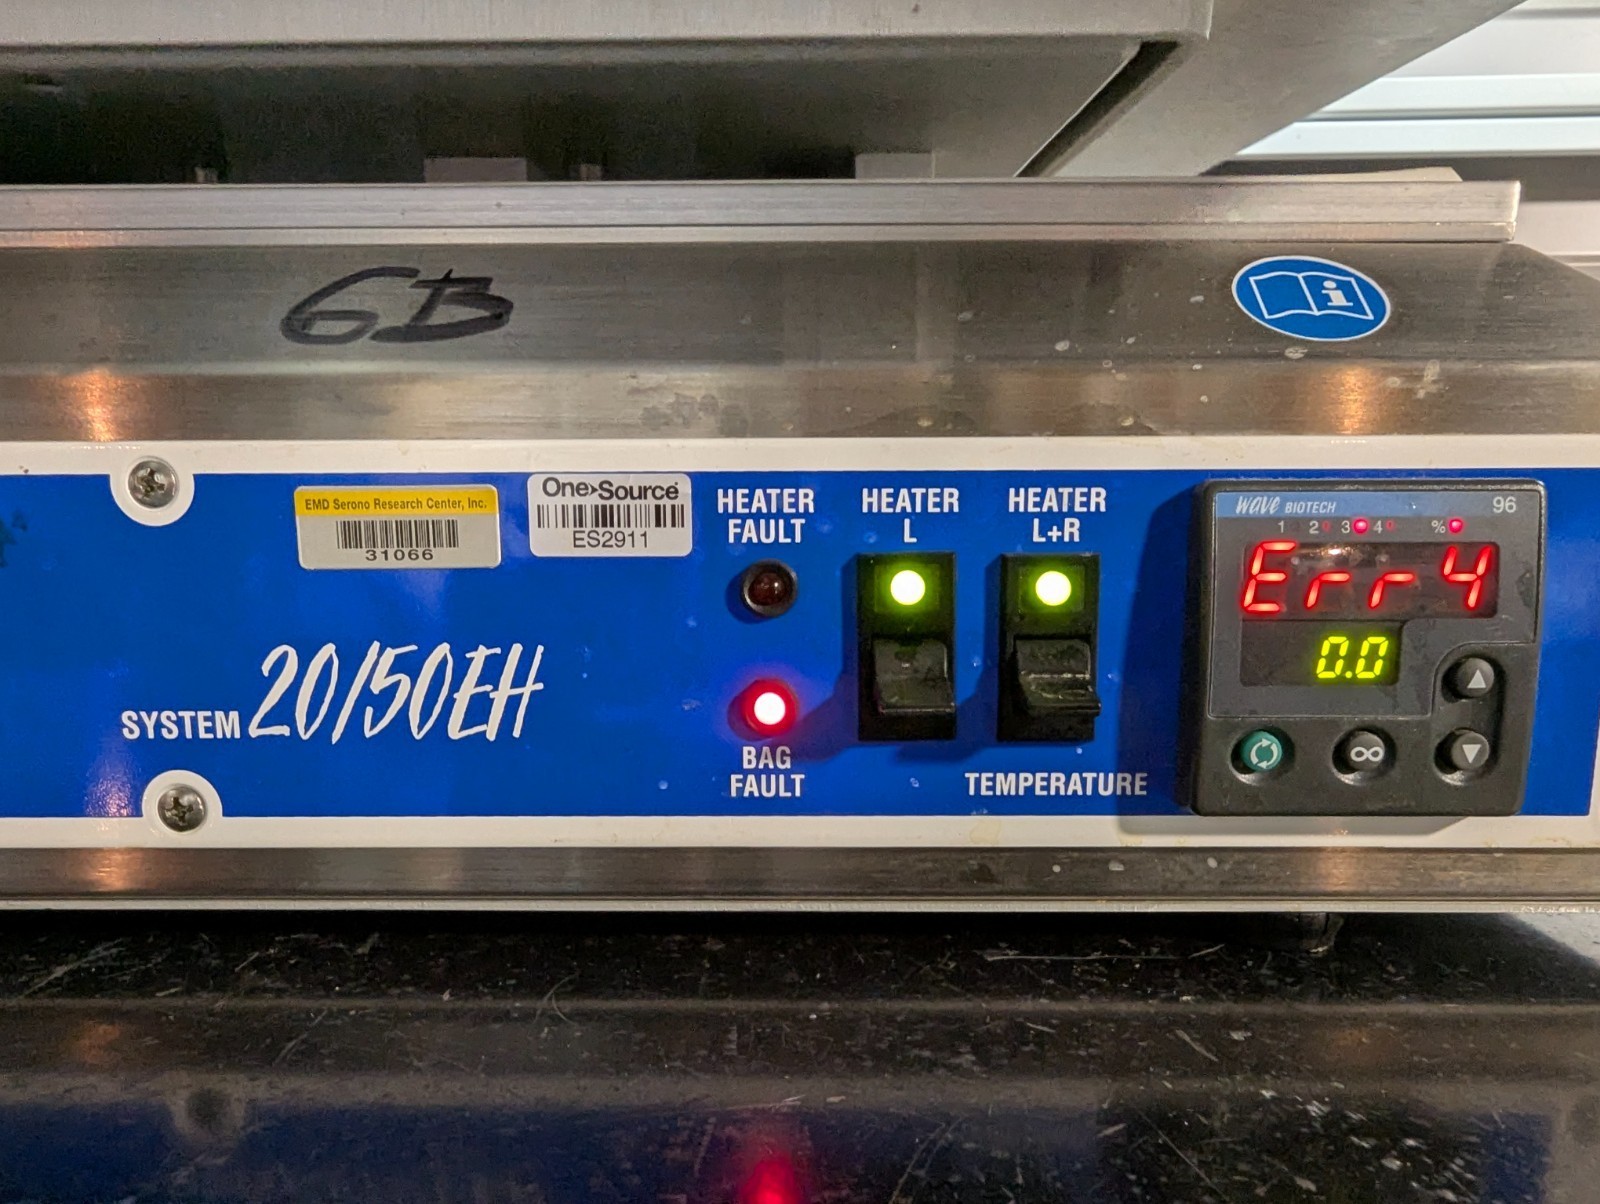 GB
i
EMD Serono Research Center, Inc.
31066
One Source
ES2911
HEATER
FAULT
HEATER
L
HEATER
L+R
wave BIOTECH
96
1 2 3 4 %
Err4
0.0
SYSTEM 20/50EH
BAG
FAULT
TEMPERATURE